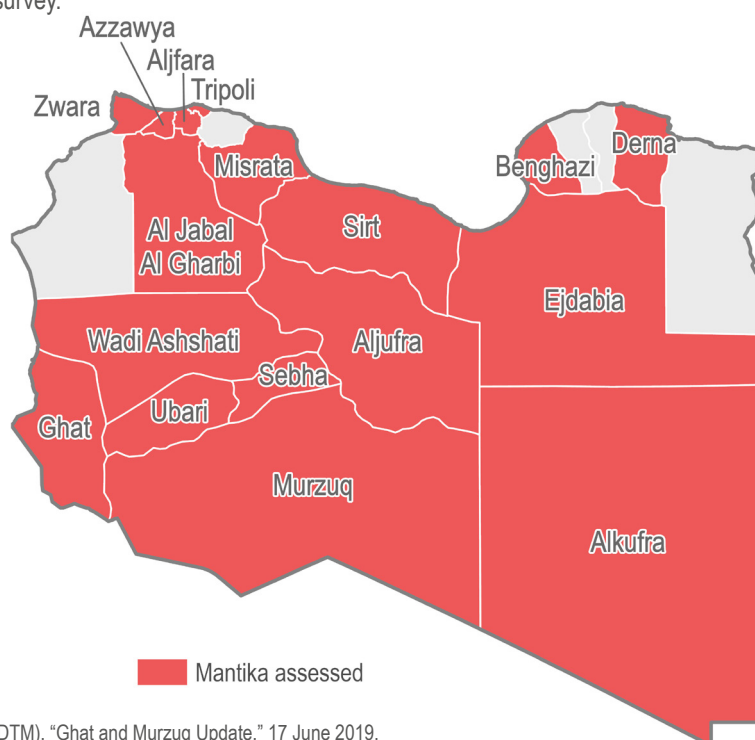 survey.
Azzawya
Aljfara
Tripoli
Zwara
Misrata
Benghazi
Derna
Al Jabal
Al Gharbi
Sirt
Ejdabia
Wadi Ashshati
Aljufra
Sebha
Ubari
Ghat
Murzuq
Alkufra
Mantika assessed
DTM), “Ghat and Murzuq Update,” 17 June 2019.